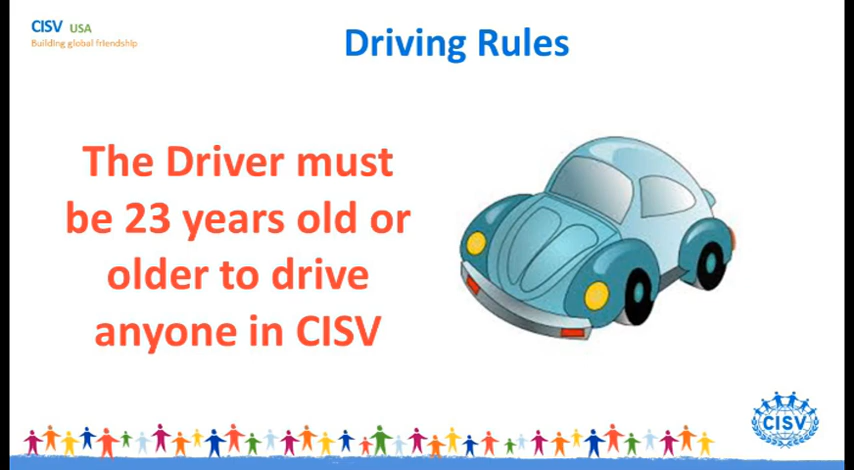 CISV USA
Building global friendship
Driving Rules
The Driver must
be 23 years old or
older to drive
anyone in CISV
CISV